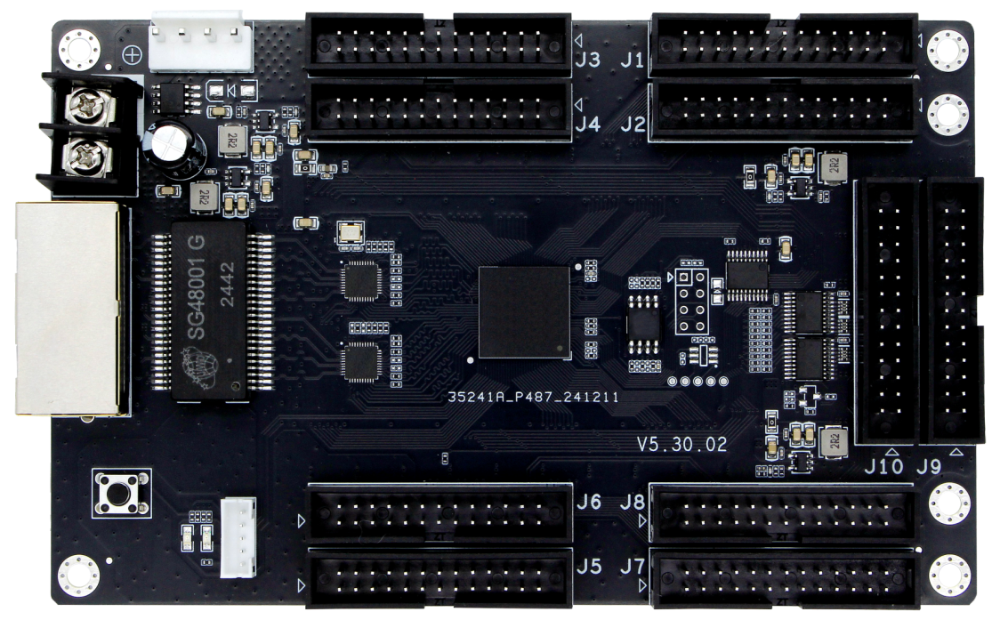 J3 J1
J4 J2
2R2
2R2
2R2
SG48001 G
2442
35241A_P487_241211
V5.30.02
2R2
J10 J9
J6 J8
J5 J7